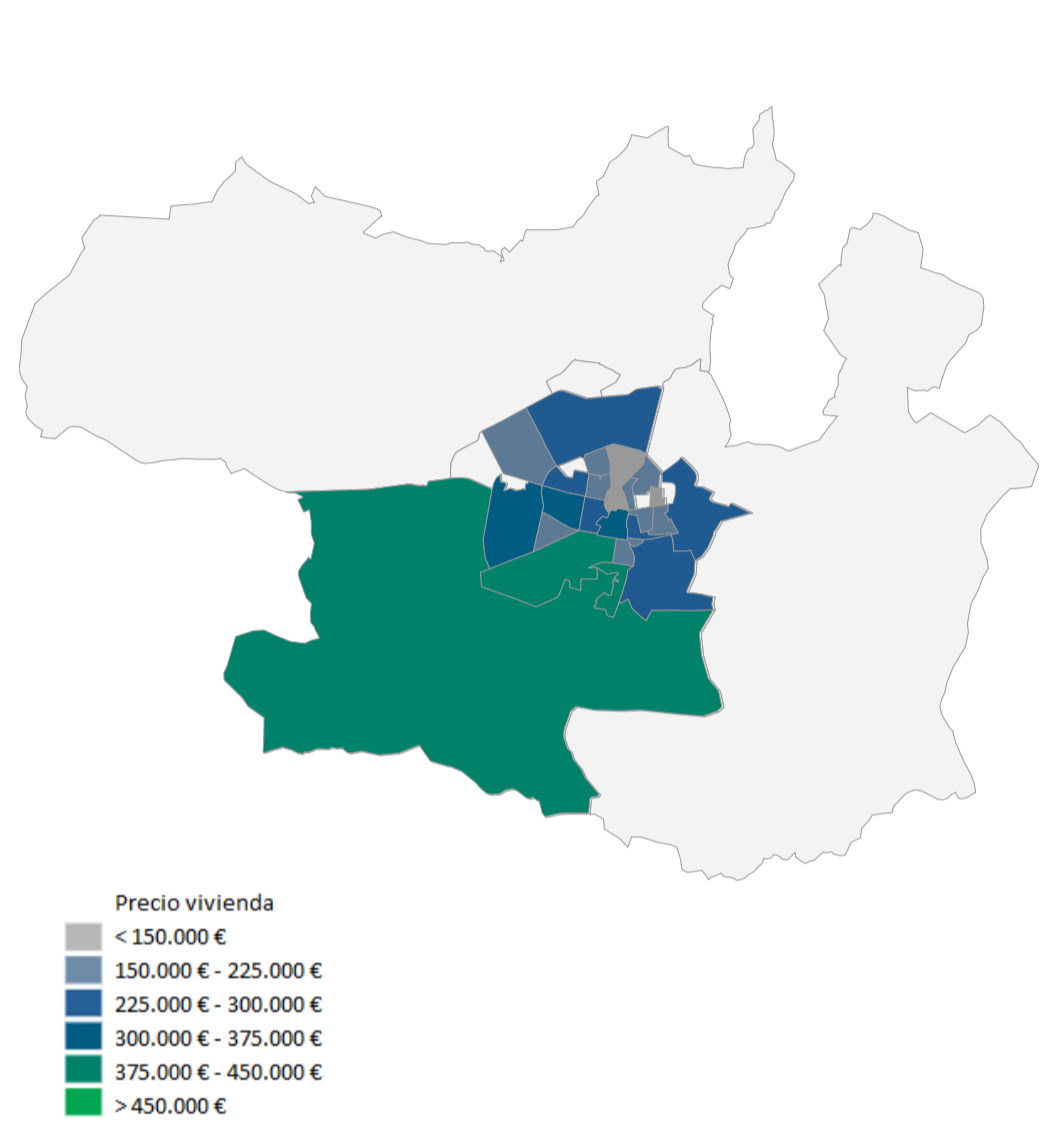 Precio vivienda
< 150.000 €
150.000 € - 225.000 €
225.000 € - 300.000 €
300.000 € - 375.000 €
375.000 € - 450.000 €
> 450.000 €